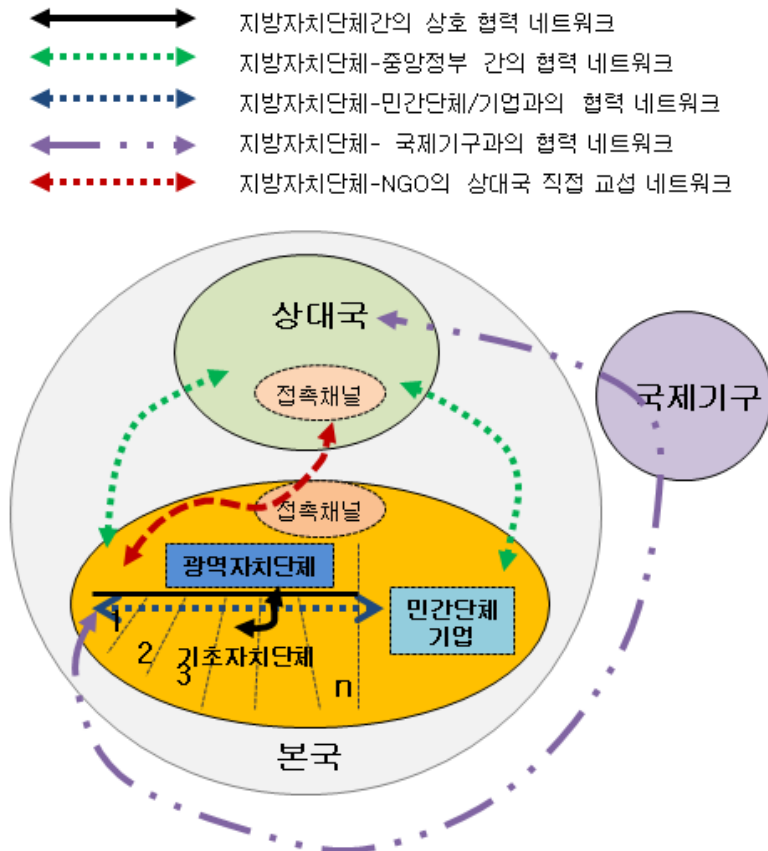 지방자치단체간의 상호 협력 네트워크
지방자치단체-중앙정부 간의 협력 네트워크
지방자치단체-민간단체/기업과의 협력 네트워크
지방자치단체- 국제기구과의 협력 네트워크
지방자치단체-NGO의 상대국 직접 교섭 네트워크
상대국
접촉채널
국제기구
접촉채널
광역자치단체
민간단체
기업
1
2
3
기초자치단체
n
본국